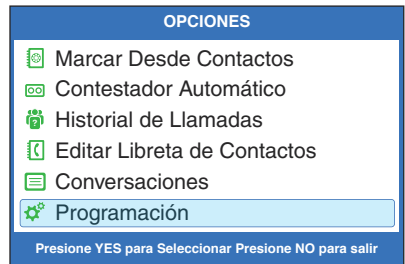 OPCIONES
Marcar Desde Contactos
Contestador Automático
Historial de Llamadas
Editar Libreta de Contactos
Conversaciones
Programación
Presione YES para Seleccionar Presione NO para salir